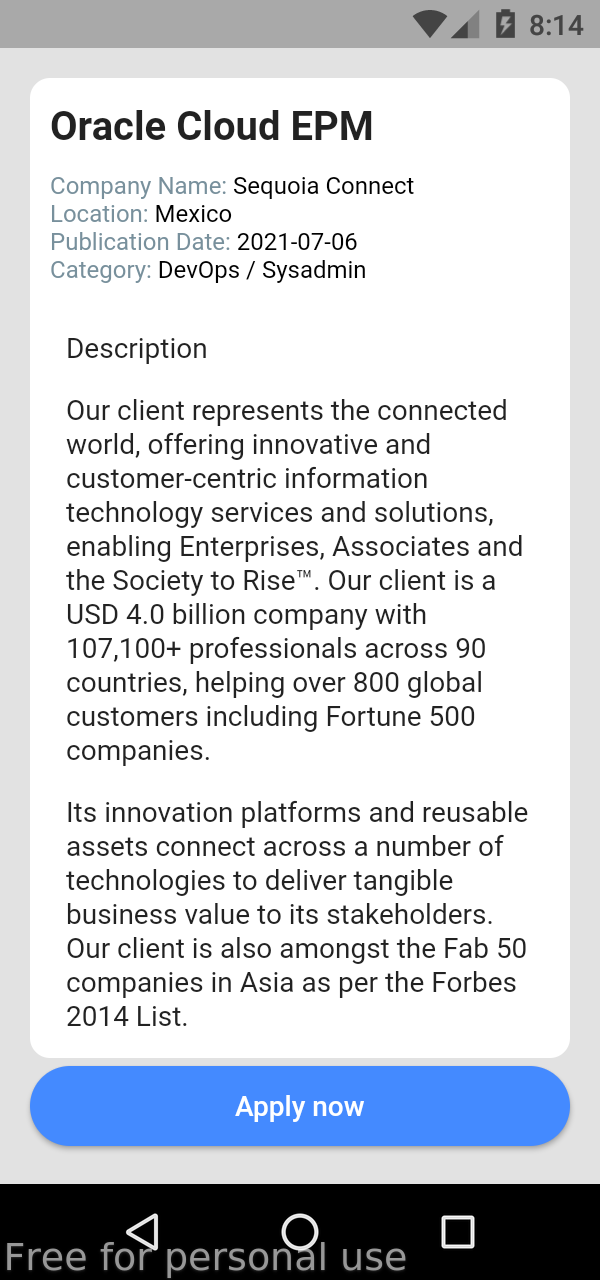 8:14
Oracle Cloud EPM
Company Name: Sequoia Connect
Location: Mexico
Publication Date: 2021-07-06
Category: DevOps / Sysadmin
Description
Our client represents the connected
world, offering innovative and
customer-centric information
technology services and solutions,
enabling Enterprises, Associates and
the Society to Rise™. Our client is a
USD 4.0 billion company with
107,100+ professionals across 90
countries, helping over 800 global
customers including Fortune 500
companies.
Its innovation platforms and reusable
assets connect across a number of
technologies to deliver tangible
business value to its stakeholders.
Our client is also amongst the Fab 50
companies in Asia as per the Forbes
2014 List.
Apply now
Free for personal use